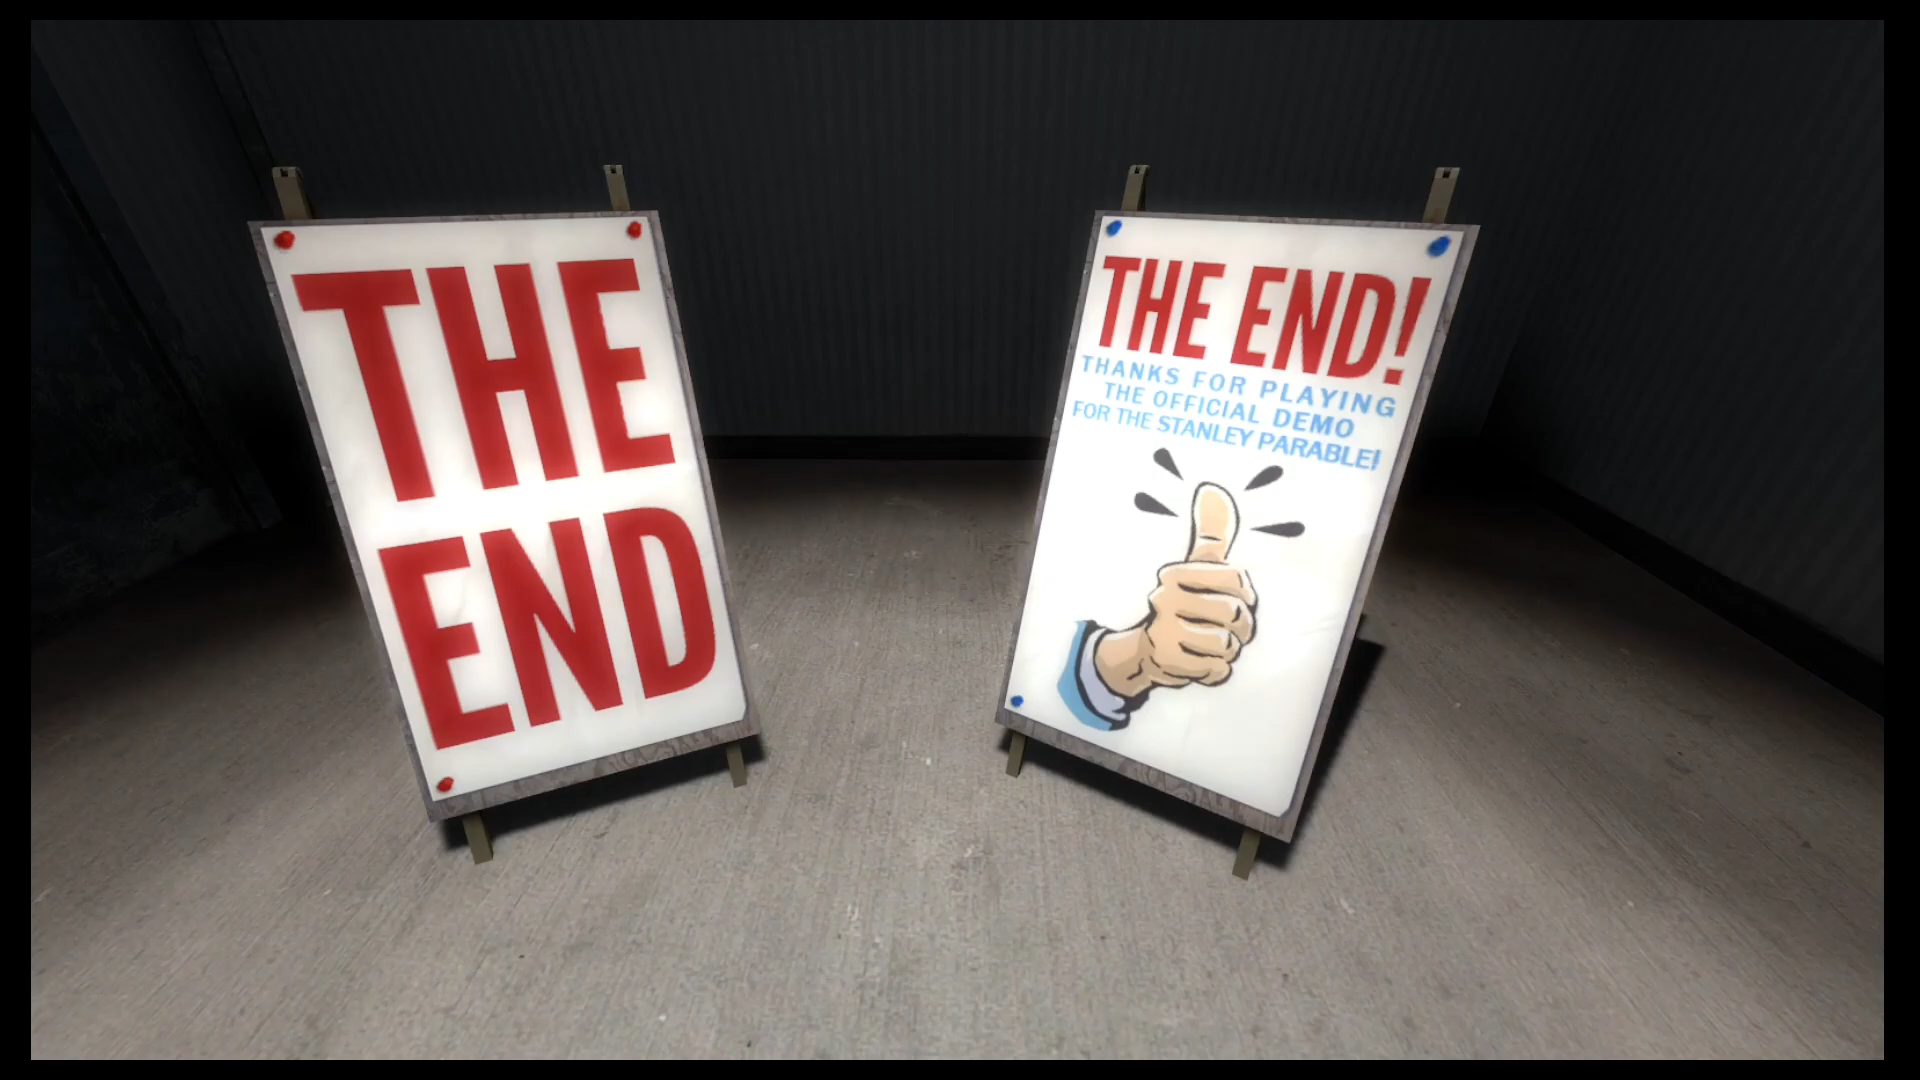 THE
END
THE END!
THANKS FOR PLAYING
THE OFFICIAL DEMO
FOR THE STANLEY PARABLE!